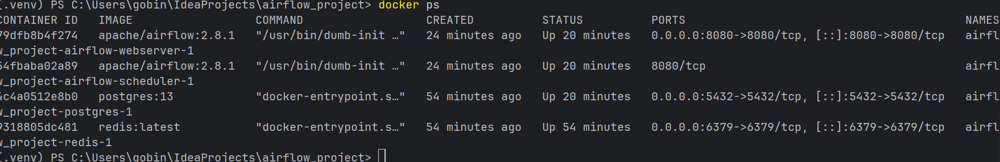 (.venv) PS C:\Users\gobin\IdeaProjects\airflow_project> docker ps
CONTAINER ID   IMAGE                  COMMAND                  CREATED          STATUS          PORTS                                         NAMES
79dfb8b4f274   apache/airflow:2.8.1   "/usr/bin/dumb-init …"   24 minutes ago   Up 20 minutes   0.0.0.0:8080->8080/tcp, [::]:8080->8080/tcp   airfl
w_project-airflow-webserver-1
54fbaba02a89   apache/airflow:2.8.1   "/usr/bin/dumb-init …"   24 minutes ago   Up 20 minutes   8080/tcp                                      airfl
w_project-airflow-scheduler-1
4c4a0512e8b0   postgres:13            "docker-entrypoint.s…"   54 minutes ago   Up 20 minutes   0.0.0.0:5432->5432/tcp, [::]:5432->5432/tcp   airfl
w_project-postgres-1
9318805dc481   redis:latest           "docker-entrypoint.s…"   54 minutes ago   Up 54 minutes   0.0.0.0:6379->6379/tcp, [::]:6379->6379/tcp   airfl
w_project-redis-1
(.venv) PS C:\Users\gobin\IdeaProjects\airflow_project>